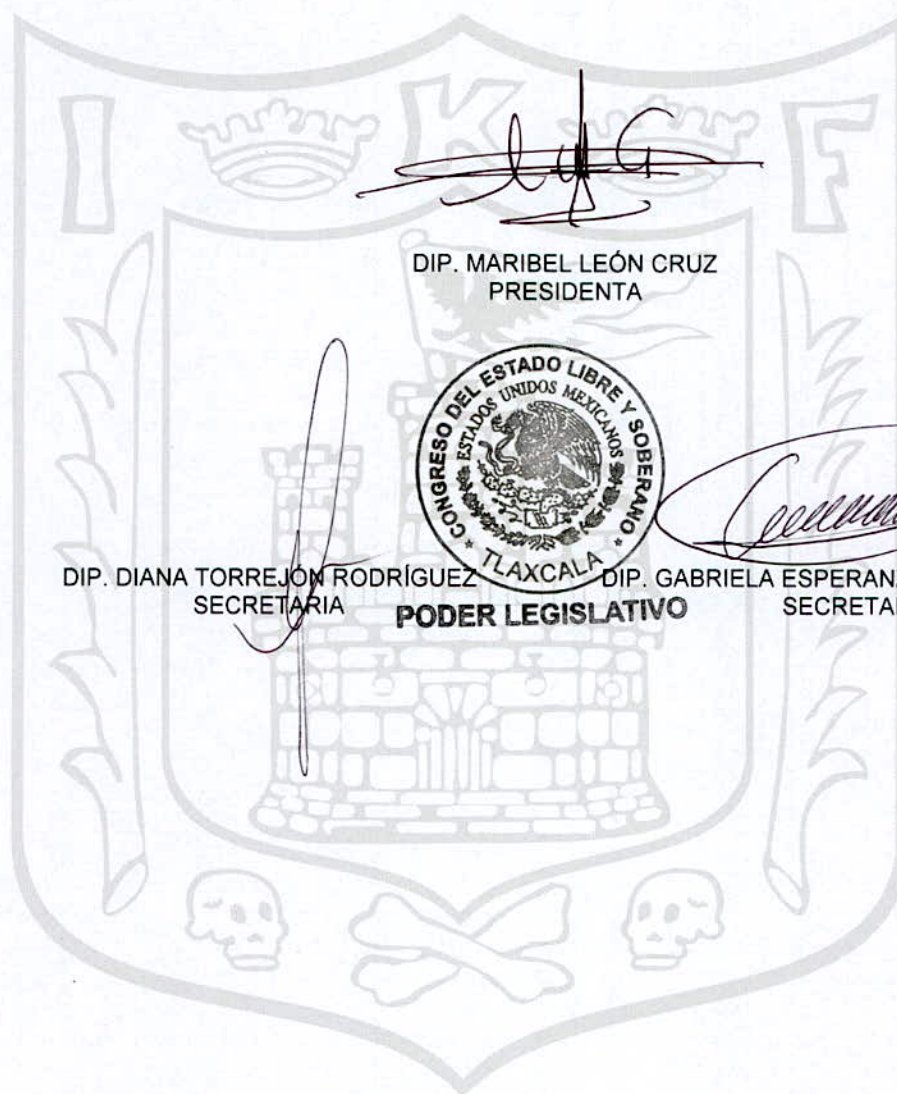 I K F
DIP. MARIBEL LEÓN CRUZ
PRESIDENTA
CONGRESO DEL ESTADO LIBRE Y SOBERANO
ESTADOS UNIDOS MEXICANOS
* TLAXCALA *
PODER LEGISLATIVO
DIP. DIANA TORREJÓN RODRÍGUEZ
SECRETARIA
DIP. GABRIELA ESPERAN
SECRETA